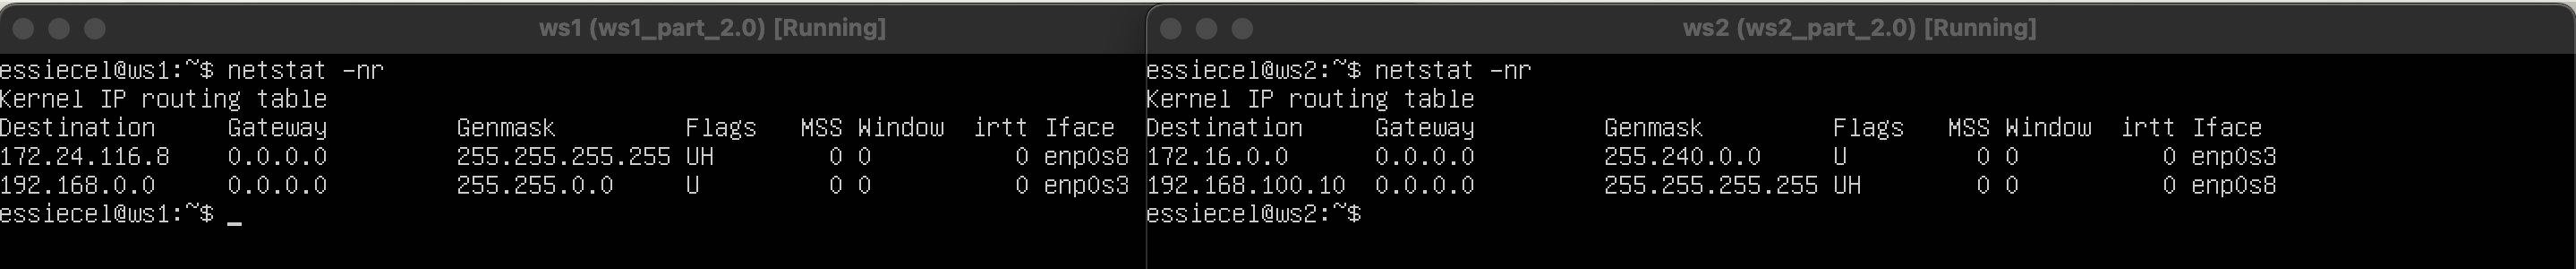 ws1 (ws1_part_2.0) [Running]
essiecel@ws1:~$ netstat -nr
Kernel IP routing table
Destination     Gateway         Genmask         Flags   MSS Window  irtt Iface
172.24.116.8    0.0.0.0         255.255.255.255 UH        0 0          0 enp0s8
192.168.0.0     0.0.0.0         255.255.0.0     U         0 0          0 enp0s3
essiecel@ws1:~$ _
ws2 (ws2_part_2.0) [Running]
essiecel@ws2:~$ netstat -nr
Kernel IP routing table
Destination     Gateway         Genmask         Flags   MSS Window  irtt Iface
172.16.0.0      0.0.0.0         255.240.0.0     U         0 0          0 enp0s3
192.168.100.10  0.0.0.0         255.255.255.255 UH        0 0          0 enp0s8
essiecel@ws2:~$